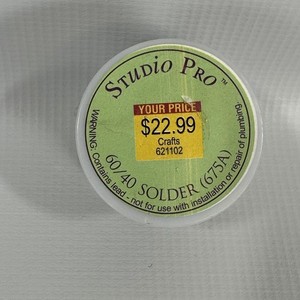 STUDIO PRO™
YOUR PRICE
$22.99
Crafts
621102
60/40 SOLDER (675A)
WARNING: Contains lead - not for use with installation or repair of plumbing